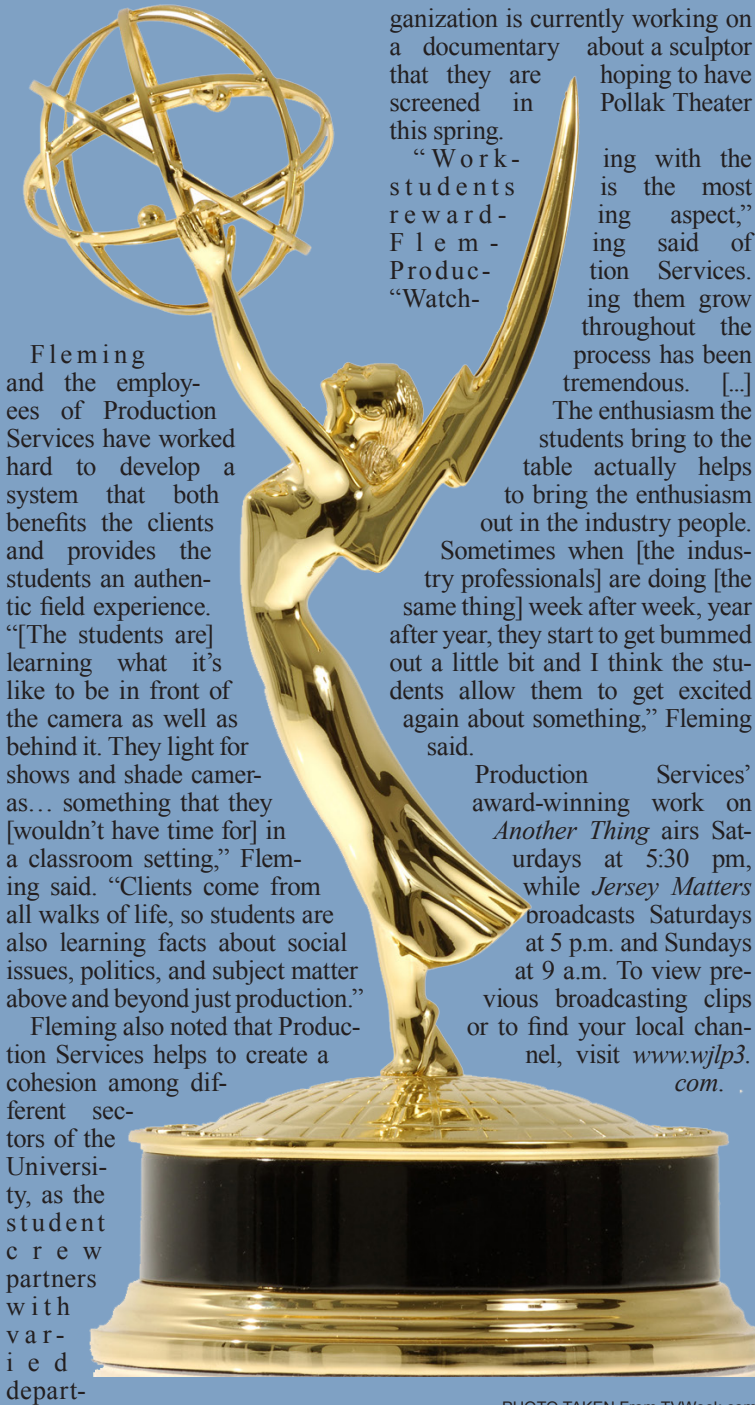 Fleming
and the employ-
ees of Production
Services have worked
hard to develop a
system that both
benefits the clients
and provides the
students an authen-
tic field experience.
“[The students are]
learning what it’s
like to be in front of
the camera as well as
behind it. They light for
shows and shade camer-
as… something that they
[wouldn’t have time for] in
a classroom setting,” Flem-
ing said. “Clients come from
all walks of life, so students are
also learning facts about social
issues, politics, and subject matter
above and beyond just production.”
Fleming also noted that Produc-
tion Services helps to create a
cohesion among dif-
ferent sec-
tors of the
Universi-
ty, as the
student
crew
partners
with
var-
ied
depart-
ganization is currently working on
a documentary about a sculptor
that they are hoping to have
screened in Pollak Theater
this spring.
“Work- ing with the
students is the most
reward- ing aspect,”
Flem- ing said of
Produc- tion Services.
“Watch- ing them grow
throughout the
process has been
tremendous. [...]
The enthusiasm the
students bring to the
table actually helps
to bring the enthusiasm
out in the industry people.
Sometimes when [the indus-
try professionals] are doing [the
same thing] week after week, year
after year, they start to get bummed
out a little bit and I think the stu-
dents allow them to get excited
again about something,” Fleming
said.
Production Services’
award-winning work on
Another Thing airs Sat-
urdays at 5:30 pm,
while Jersey Matters
broadcasts Saturdays
at 5 p.m. and Sundays
at 9 a.m. To view pre-
vious broadcasting clips
or to find your local chan-
nel, visit www.wjlp3.
com.
PHOTO TAKEN From TVWeek.com